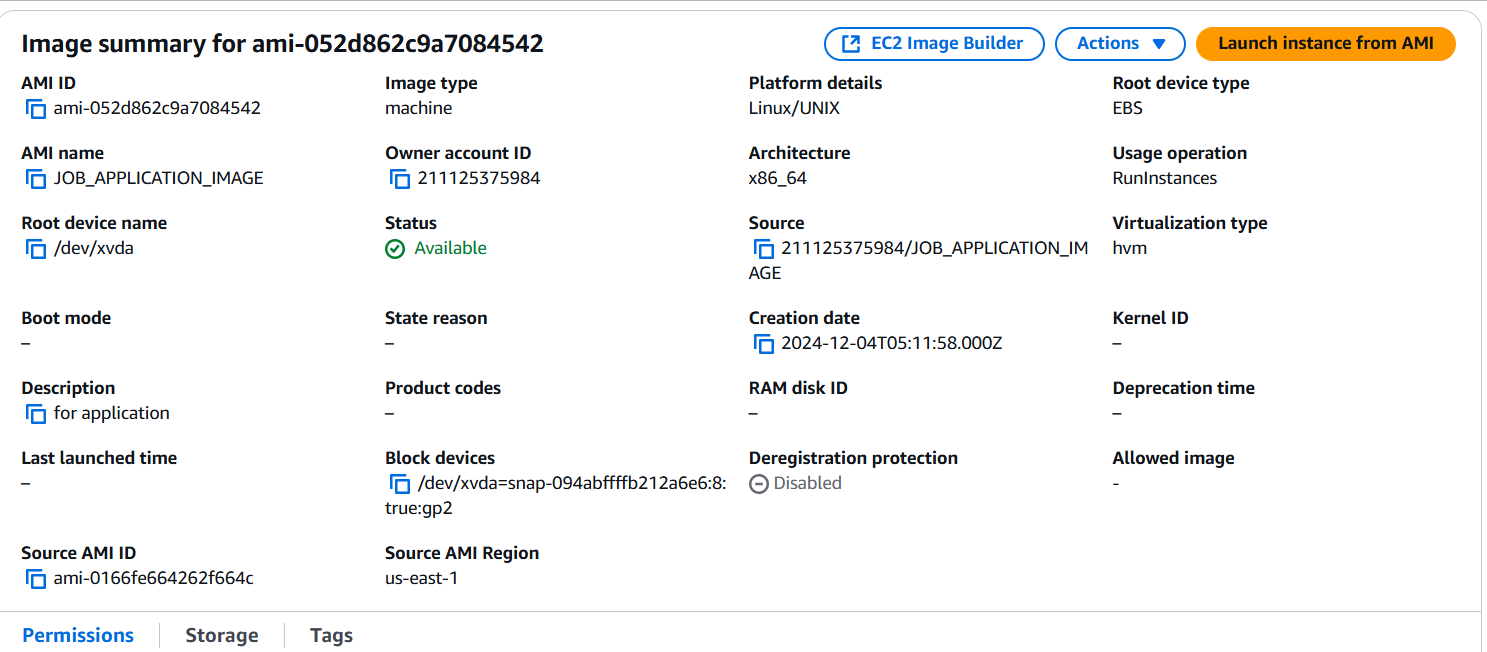 Image summary for ami-052d862c9a7084542
EC2 Image Builder
Actions
Launch instance from AMI
AMI ID
ami-052d862c9a7084542
Image type
machine
Platform details
Linux/UNIX
Root device type
EBS
AMI name
JOB_APPLICATION_IMAGE
Owner account ID
211125375984
Architecture
x86_64
Usage operation
RunInstances
Root device name
/dev/xvda
Status
Available
Source
211125375984/JOB_APPLICATION_IM
AGE
Virtualization type
hvm
Boot mode
–
State reason
–
Creation date
2024-12-04T05:11:58.000Z
Kernel ID
–
Description
for application
Product codes
–
RAM disk ID
–
Deprecation time
–
Last launched time
–
Block devices
/dev/xvda=snap-094abffffb212a6e6:8:
true:gp2
Deregistration protection
Disabled
Allowed image
-
Source AMI ID
ami-0166fe664262f664c
Source AMI Region
us-east-1
Permissions
Storage
Tags